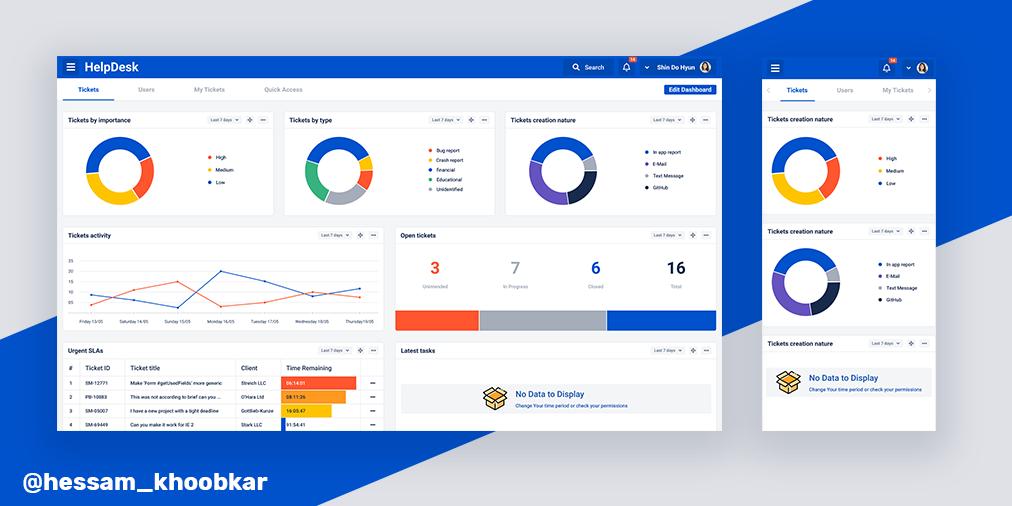 HelpDesk
Search
14
Shin Do Hyun
Tickets
Users
My Tickets
Quick Access
Edit Dashboard
Tickets by importance
Last 7 days
High
Medium
Low
Tickets by type
Last 7 days
Bug report
Crash report
financial
Educational
Unidentified
Tickets creation nature
Last 7 days
In app report
E-Mail
Text Message
GitHub
Tickets activity
Last 7 days
25
20
15
10
05
Friday 13/05
Saturday 14/05
Sunday 15/05
Monday 16/05
Tuesday 17/05
Wednesday 18/05
Thursday 19/05
Open tickets
Last 7 days
3
Unintended
7
In Progress
6
Closed
16
Total
Urgent SLAs
Last 7 days
# Ticket ID Ticket title Client Time Remaining
1 SM-12771 Make 'Form #getUsedFields' more generic Streich LLC 06:14:01
2 PB-10083 This was not according to brief can you ... O'Hara Ltd 08:11:26
3 SM-05007 I have a new project with a tight deadline Gottlieb-Kunze 16:05:47
4 SM-69449 Can you make it work for IE 2 Stark LLC 91:54:41
Latest tasks
Last 7 days
No Data to Display
Change Your time period or check your permissions
14
Tickets
Users
My Tickets
Tickets creation nature
Last 7 days
High
Medium
Low
Tickets creation nature
Last 7 days
In app report
E-Mail
Text Message
GitHub
Tickets creation nature
Last 7 days
No Data to Display
Change Your time period or check your permissions
@hessam_khoobkar